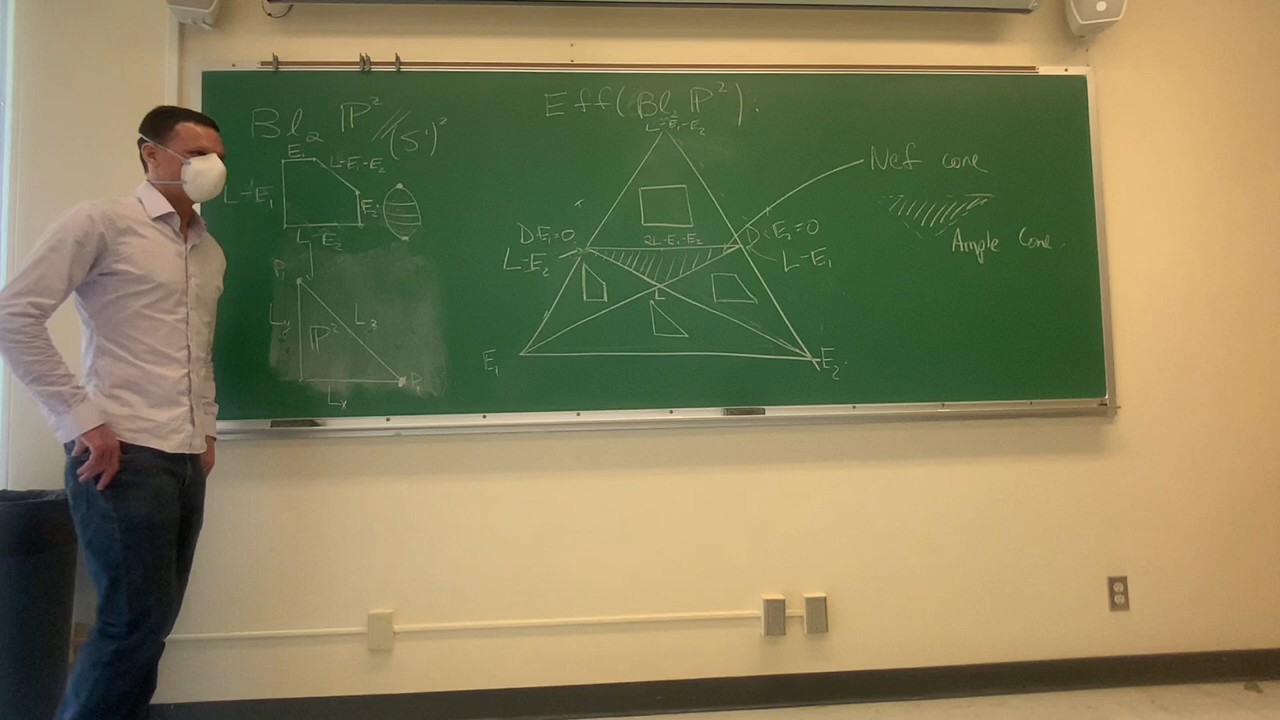 Bl₂ ℙ²//(S¹)²
E₁
L-E₁-E₂
L-E₁
E₂
L-E₂
P₁
L_y
ℙ²
L_z
P₂
L_x
Eff(Bl₂ ℙ²):
L-E₁-E₂
D·E₁=0
L-E₂
2L-E₁-E₂
D·E₂=0
L-E₁
L
E₁
E₂
Nef cone
Ample Cone.